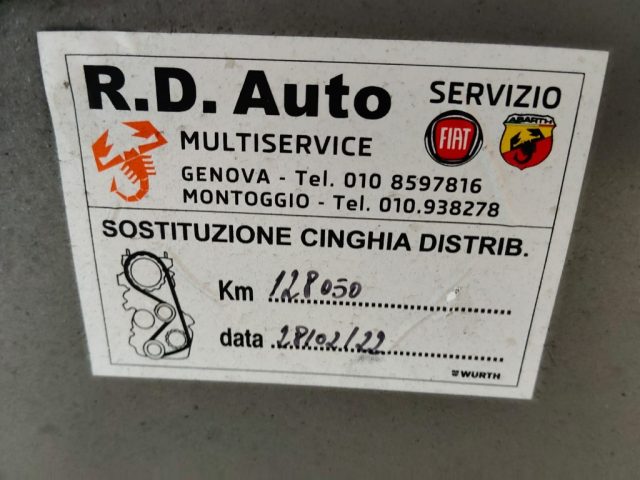 R.D. Auto
SERVIZIO
MULTISERVICE
FIAT
ABARTH
GENOVA - Tel. 010 8597816
MONTOGGIO - Tel. 010.938278
SOSTITUZIONE CINGHIA DISTRIB.
Km 128050
data 28/02/22
WURTH